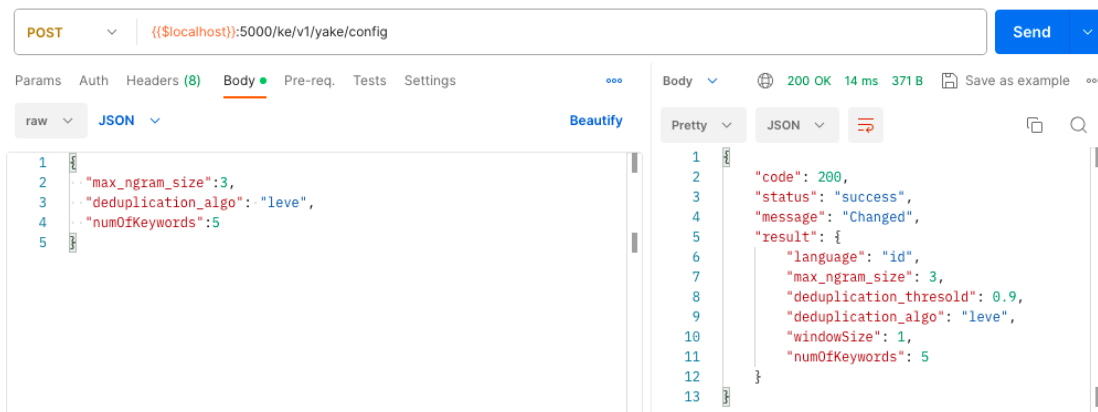 POST {{$localhost}}:5000/ke/v1/yake/config Send
Params Auth Headers (8) Body Pre-req. Tests Settings
raw JSON Beautify
1 {
2 "max_ngram_size":3,
3 "deduplication_algo": "leve",
4 "numOfKeywords":5
5 }
Body 200 OK 14 ms 371 B Save as example
Pretty JSON
1 {
2 "code": 200,
3 "status": "success",
4 "message": "Changed",
5 "result": {
6 "language": "id",
7 "max_ngram_size": 3,
8 "deduplication_thresold": 0.9,
9 "deduplication_algo": "leve",
10 "windowSize": 1,
11 "numOfKeywords": 5
12 }
13 }